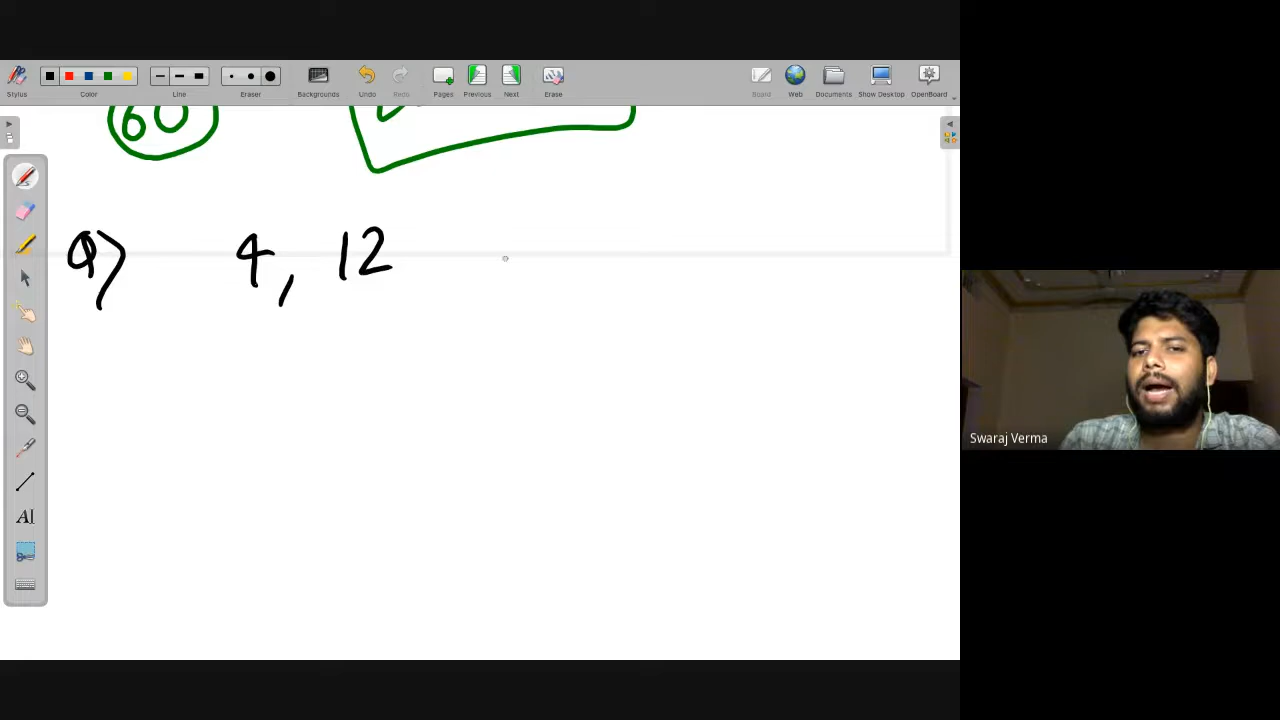 Stylus Color Line Eraser Backgrounds Undo Redo Pages Previous Next Erase Board Web Documents Show Desktop OpenBoard
60
Q) 4, 12
AI
Swaraj Verma